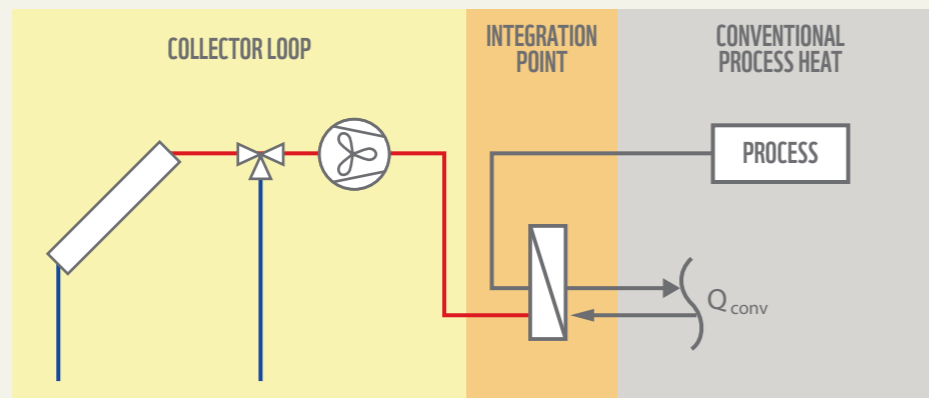 COLLECTOR LOOP
INTEGRATION
POINT
CONVENTIONAL
PROCESS HEAT
PROCESS
Q conv